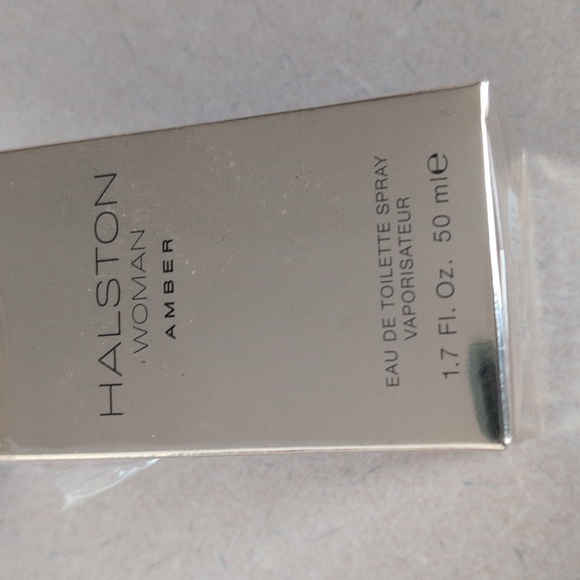 HALSTON
WOMAN
AMBER
EAU DE TOILETTE SPRAY
VAPORISATEUR
1.7 Fl. Oz. 50 ml℮